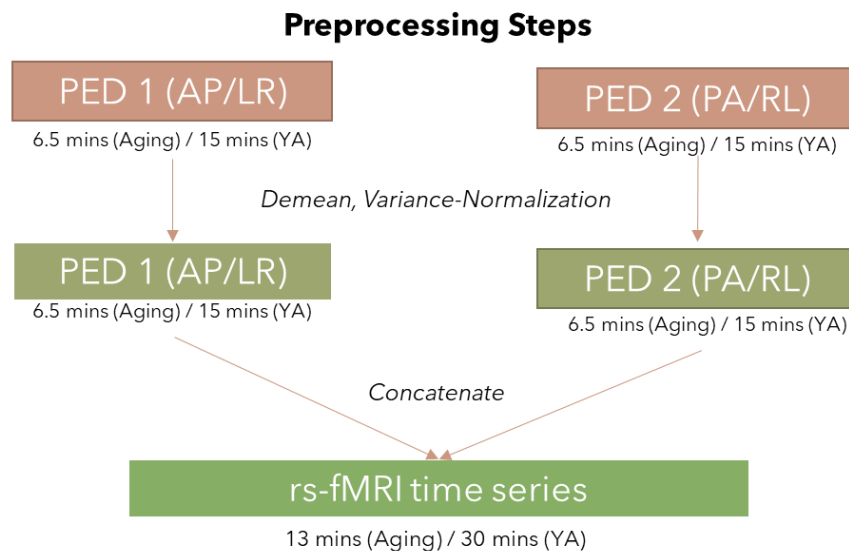 Preprocessing Steps
PED 1 (AP/LR)
6.5 mins (Aging) / 15 mins (YA)
PED 2 (PA/RL)
6.5 mins (Aging) / 15 mins (YA)
Demean, Variance-Normalization
PED 1 (AP/LR)
6.5 mins (Aging) / 15 mins (YA)
PED 2 (PA/RL)
6.5 mins (Aging) / 15 mins (YA)
Concatenate
rs-fMRI time series
13 mins (Aging) / 30 mins (YA)